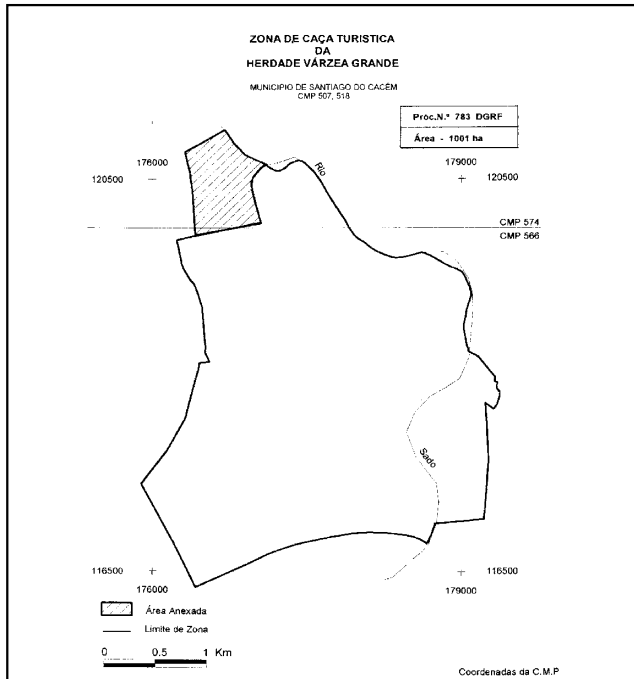 ZONA DE CAÇA TURISTICA
DA
HERDADE VÁRZEA GRANDE
MUNICIPIO DE SANTIAGO DO CACÉM
CMP 507, 518
Proc.N.º 783 DGRF
Área - 1001 ha
176000
179000
120500
120500
Rio
CMP 574
CMP 566
Sado
116500
116500
176000
179000
Área Anexada
Limite de Zona
0 0.5 1 Km
Coordenadas da C.M.P